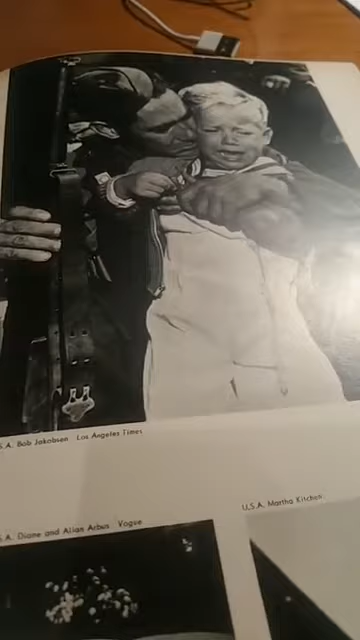 S.A. Bob Jakobsen Los Angeles Times
U.S.A. Martha Kitchen
S.A. Diane and Allan Arbus Vogue